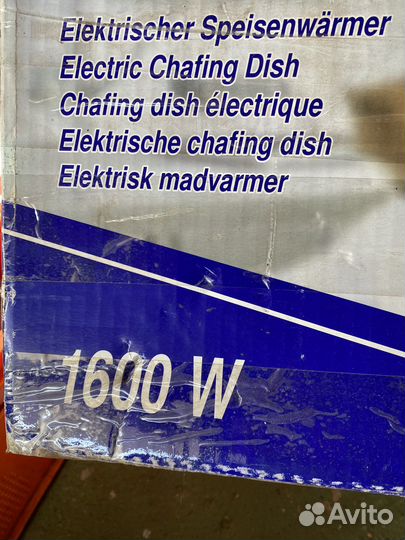 Elektrischer Speisenwärmer
Electric Chafing Dish
Chafing dish électrique
Elektrische chafing dish
Elektrisk madvarmer
1600 W
Avito